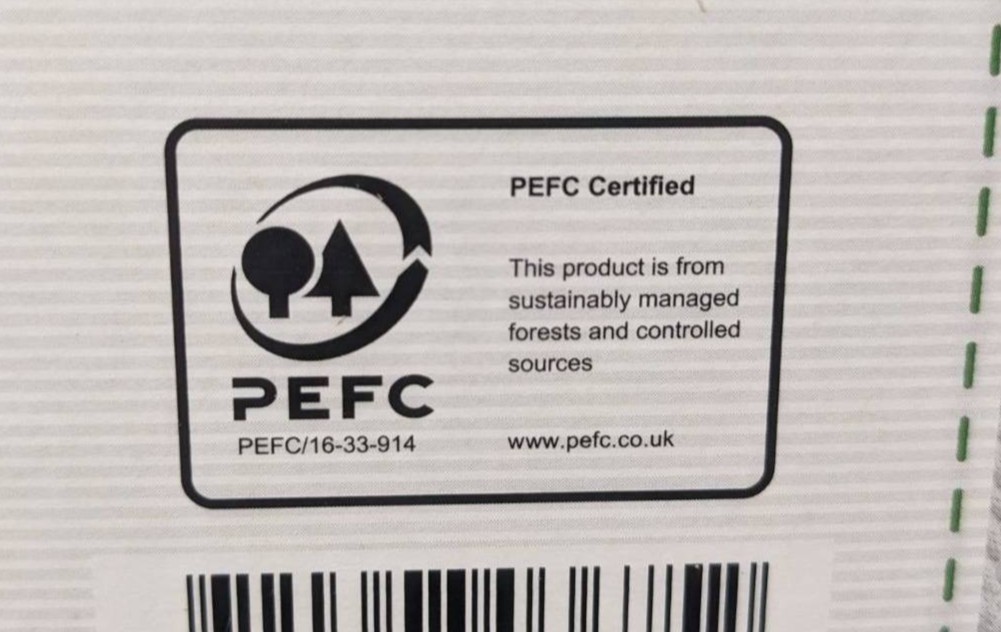 PEFC Certified
This product is from
sustainably managed
forests and controlled
sources
PEFC
PEFC/16-33-914
www.pefc.co.uk